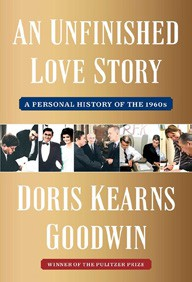 AN UNFINISHED
LOVE STORY
A PERSONAL HISTORY OF THE 1960s
DORIS KEARNS
GOODWIN
WINNER OF THE PULITZER PRIZE